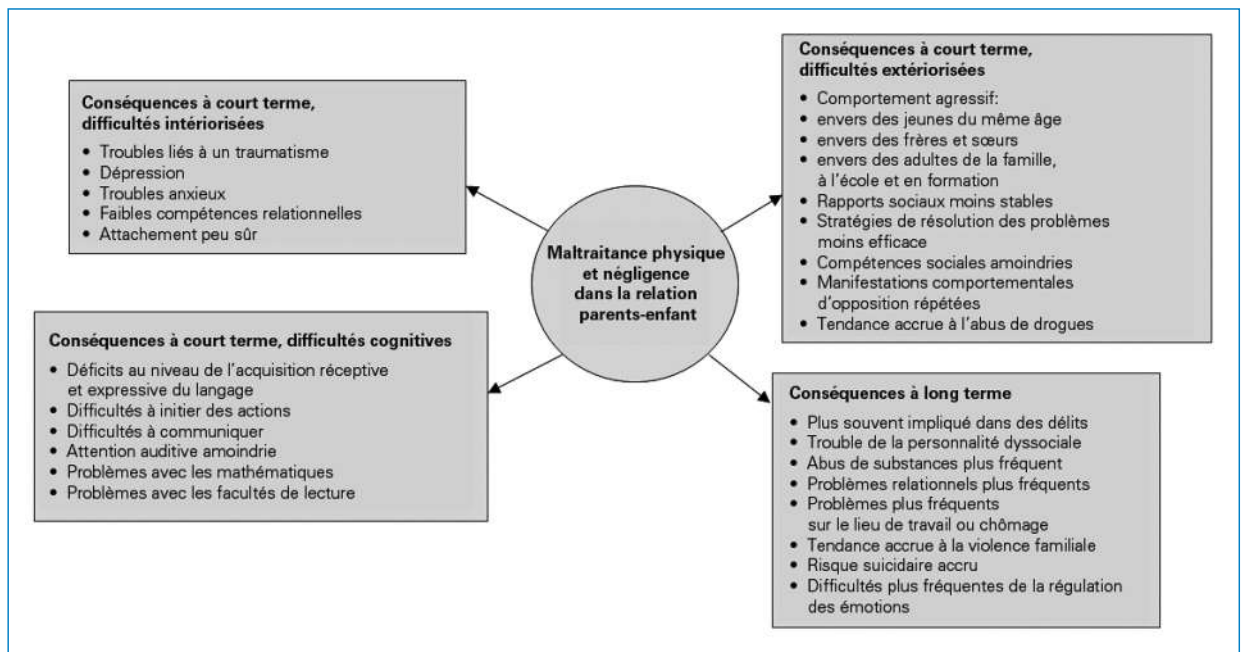 Conséquences à court terme,
difficultés intériorisées
• Troubles liés à un traumatisme
• Dépression
• Troubles anxieux
• Faibles compétences relationnelles
• Attachement peu sûr
Conséquences à court terme,
difficultés extériorisées
• Comportement agressif:
• envers des jeunes du même âge
• envers des frères et sœurs
• envers des adultes de la famille,
à l'école et en formation
• Rapports sociaux moins stables
• Stratégies de résolution des problèmes
moins efficace
• Compétences sociales amoindries
• Manifestations comportementales
d'opposition répétées
• Tendance accrue à l'abus de drogues
Maltraitance physique
et négligence
dans la relation
parents-enfant
Conséquences à court terme, difficultés cognitives
• Déficits au niveau de l'acquisition réceptive
et expressive du langage
• Difficultés à initier des actions
• Difficultés à communiquer
• Attention auditive amoindrie
• Problèmes avec les mathématiques
• Problèmes avec les facultés de lecture
Conséquences à long terme
• Plus souvent impliqué dans des délits
• Trouble de la personnalité dyssociale
• Abus de substances plus fréquent
• Problèmes relationnels plus fréquents
• Problèmes plus fréquents
sur le lieu de travail ou chômage
• Tendance accrue à la violence familiale
• Risque suicidaire accru
• Difficultés plus fréquentes de la régulation
des émotions